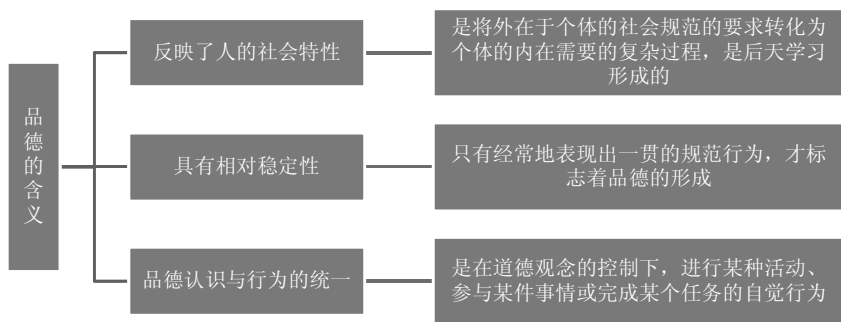 品德的含义
反映了人的社会特性
是将外在于个体的社会规范的要求转化为
个体的内在需要的复杂过程，是后天学习
形成的
具有相对稳定性
只有经常地表现出一贯的规范行为，才标
志着品德的形成
品德认识与行为的统一
是在道德观念的控制下，进行某种活动、
参与某件事情或完成某个任务的自觉行为